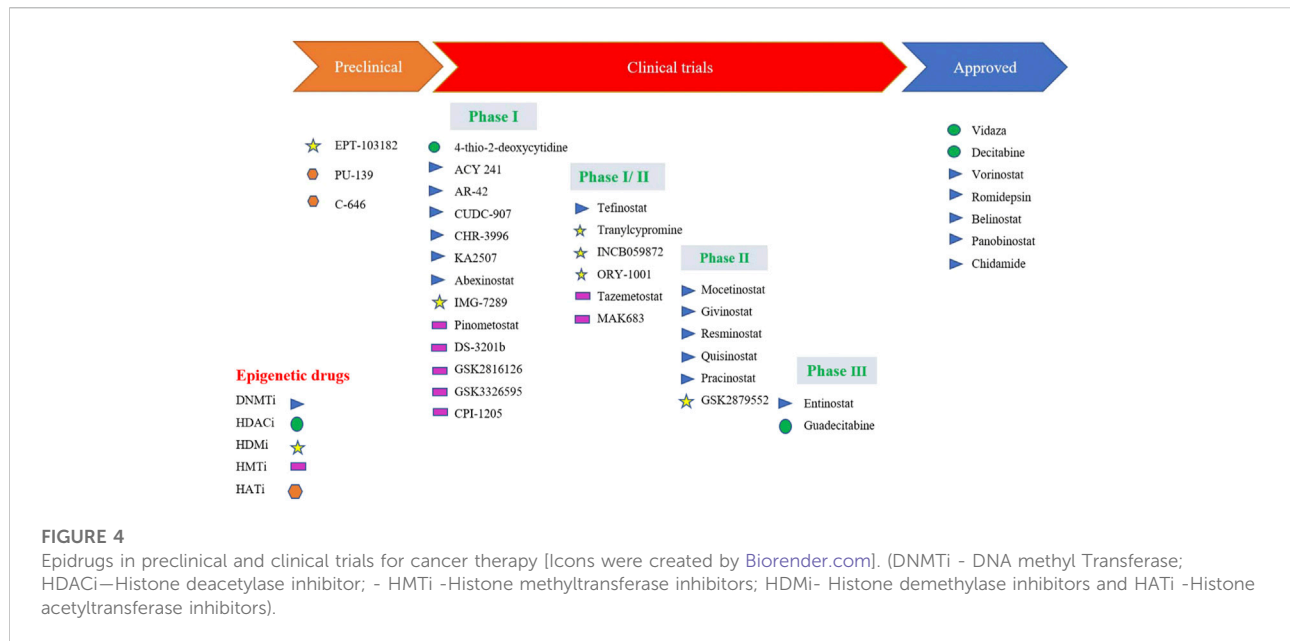 Preclinical
Clinical trials
Approved
EPT-103182
PU-139
C-646
Phase I
4-thio-2-deoxycytidine
ACY 241
AR-42
CUDC-907
CHR-3996
KA2507
Abexinostat
IMG-7289
Pinometostat
DS-3201b
GSK2816126
GSK3326595
CPI-1205
Phase I/ II
Tefinostat
Tranylcypromine
INCB059872
ORY-1001
Tazemetostat
MAK683
Phase II
Mocetinostat
Givinostat
Resminostat
Quisinostat
Pracinostat
GSK2879552
Phase III
Entinostat
Guadecitabine
Vidaza
Decitabine
Vorinostat
Romidepsin
Belinostat
Panobinostat
Chidamide
Epigenetic drugs
DNMTi
HDACi
HDMi
HMTi
HATi
FIGURE 4
Epidrugs in preclinical and clinical trials for cancer therapy [Icons were created by Biorender.com]. (DNMTi - DNA methyl Transferase;
HDACi—Histone deacetylase inhibitor; - HMTi -Histone methyltransferase inhibitors; HDMi- Histone demethylase inhibitors and HATi -Histone
acetyltransferase inhibitors).